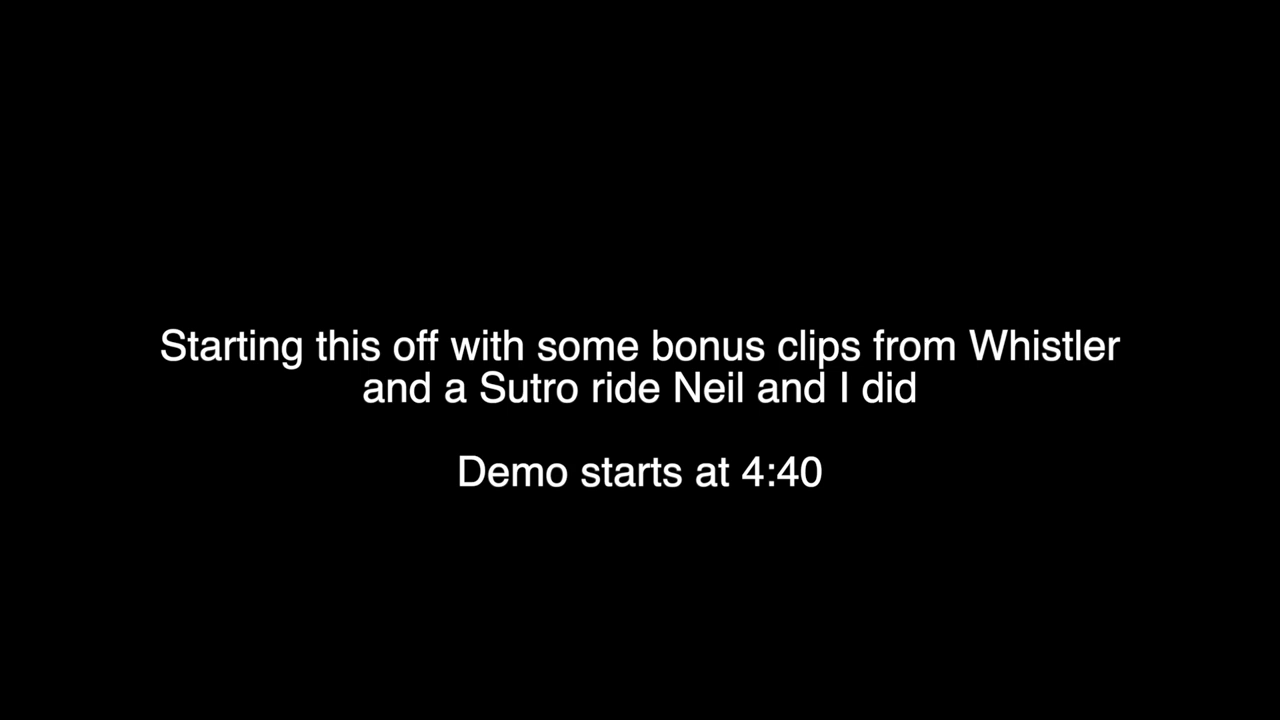 Starting this off with some bonus clips from Whistler
and a Sutro ride Neil and I did
Demo starts at 4:40